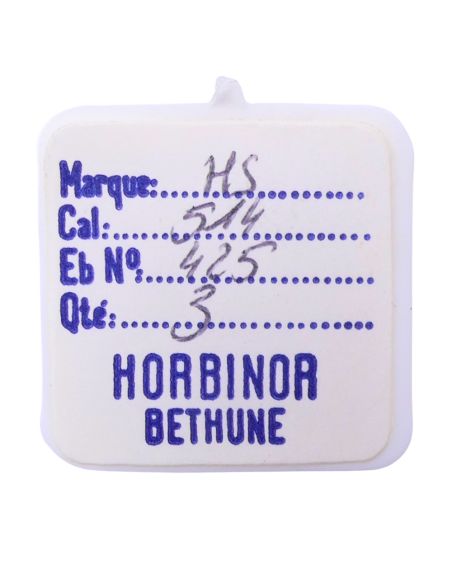 Marque: HS
Cal: 514
Eb Nº: 425
Qté: 3
HORBINOR
BETHUNE